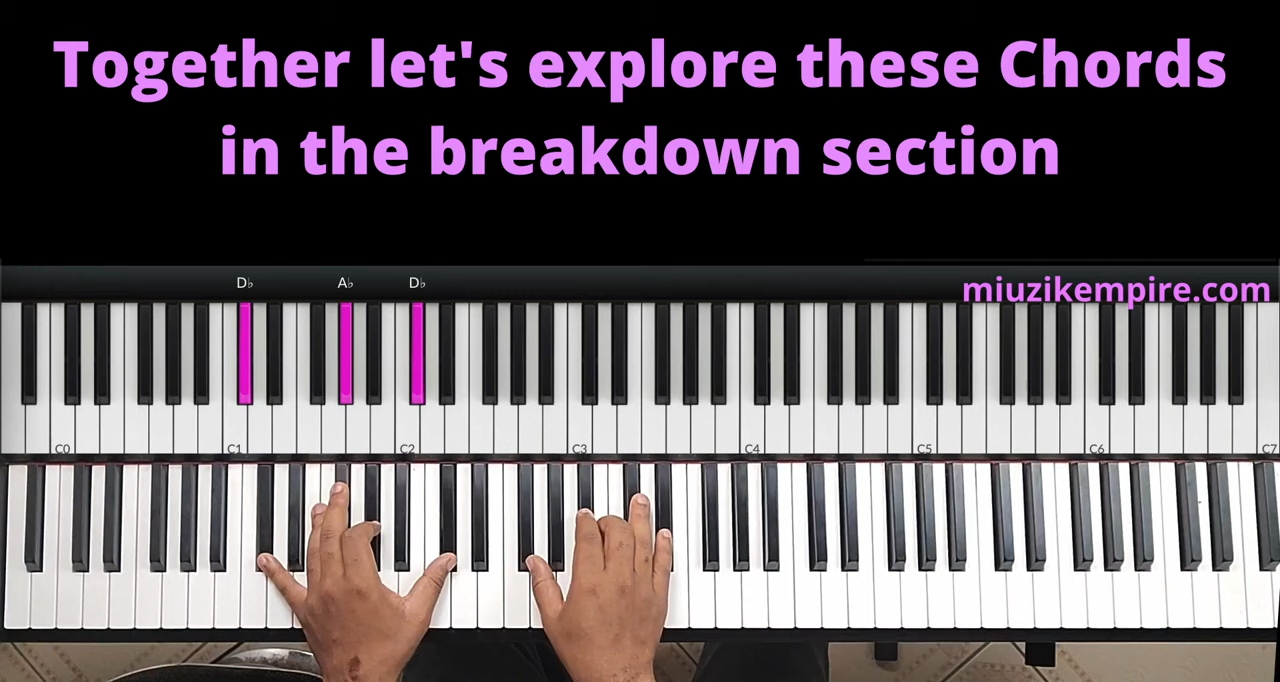 Together let's explore these Chords
in the breakdown section
D♭ A♭ D♭
miuzikempire.com
C0 C1 C2 C3 C4 C5 C6 C7